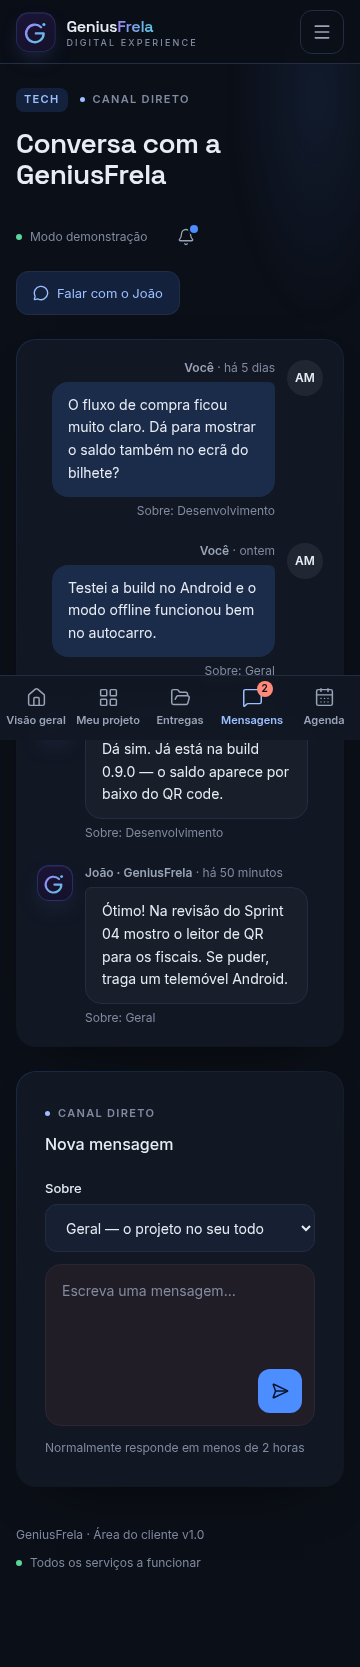 GeniusFrela
DIGITAL EXPERIENCE
TECH
CANAL DIRETO
Conversa com a
GeniusFrela
Modo demonstração
Falar com o João
Você · há 5 dias
AM
O fluxo de compra ficou
muito claro. Dá para mostrar
o saldo também no ecrã do
bilhete?
Sobre: Desenvolvimento
Você · ontem
AM
Testei a build no Android e o
modo offline funcionou bem
no autocarro.
Sobre: Geral
2
Visão geral
Meu projeto
Entregas
Mensagens
Agenda
Dá sim. Já está na build
0.9.0 — o saldo aparece por
baixo do QR code.
Sobre: Desenvolvimento
João · GeniusFrela · há 50 minutos
Ótimo! Na revisão do Sprint
04 mostro o leitor de QR
para os fiscais. Se puder,
traga um telemóvel Android.
Sobre: Geral
CANAL DIRETO
Nova mensagem
Sobre
Geral — o projeto no seu todo
Escreva uma mensagem...
Normalmente responde em menos de 2 horas
GeniusFrela · Área do cliente v1.0
Todos os serviços a funcionar